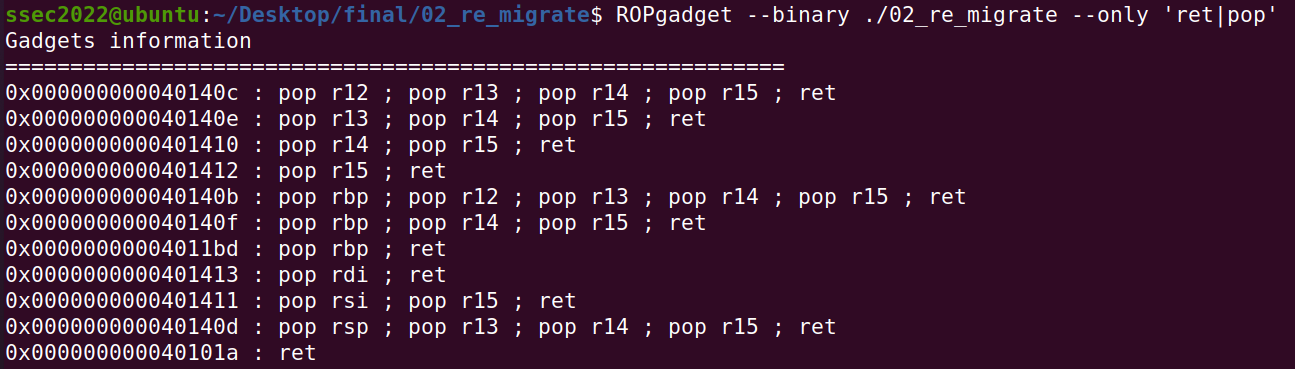 ssec2022@ubuntu:~/Desktop/final/02_re_migrate$ ROPgadget --binary ./02_re_migrate --only 'ret|pop'
Gadgets information
============================================================
0x000000000040140c : pop r12 ; pop r13 ; pop r14 ; pop r15 ; ret
0x000000000040140e : pop r13 ; pop r14 ; pop r15 ; ret
0x0000000000401410 : pop r14 ; pop r15 ; ret
0x0000000000401412 : pop r15 ; ret
0x000000000040140b : pop rbp ; pop r12 ; pop r13 ; pop r14 ; pop r15 ; ret
0x000000000040140f : pop rbp ; pop r14 ; pop r15 ; ret
0x00000000004011bd : pop rbp ; ret
0x0000000000401413 : pop rdi ; ret
0x0000000000401411 : pop rsi ; pop r15 ; ret
0x000000000040140d : pop rsp ; pop r13 ; pop r14 ; pop r15 ; ret
0x000000000040101a : ret